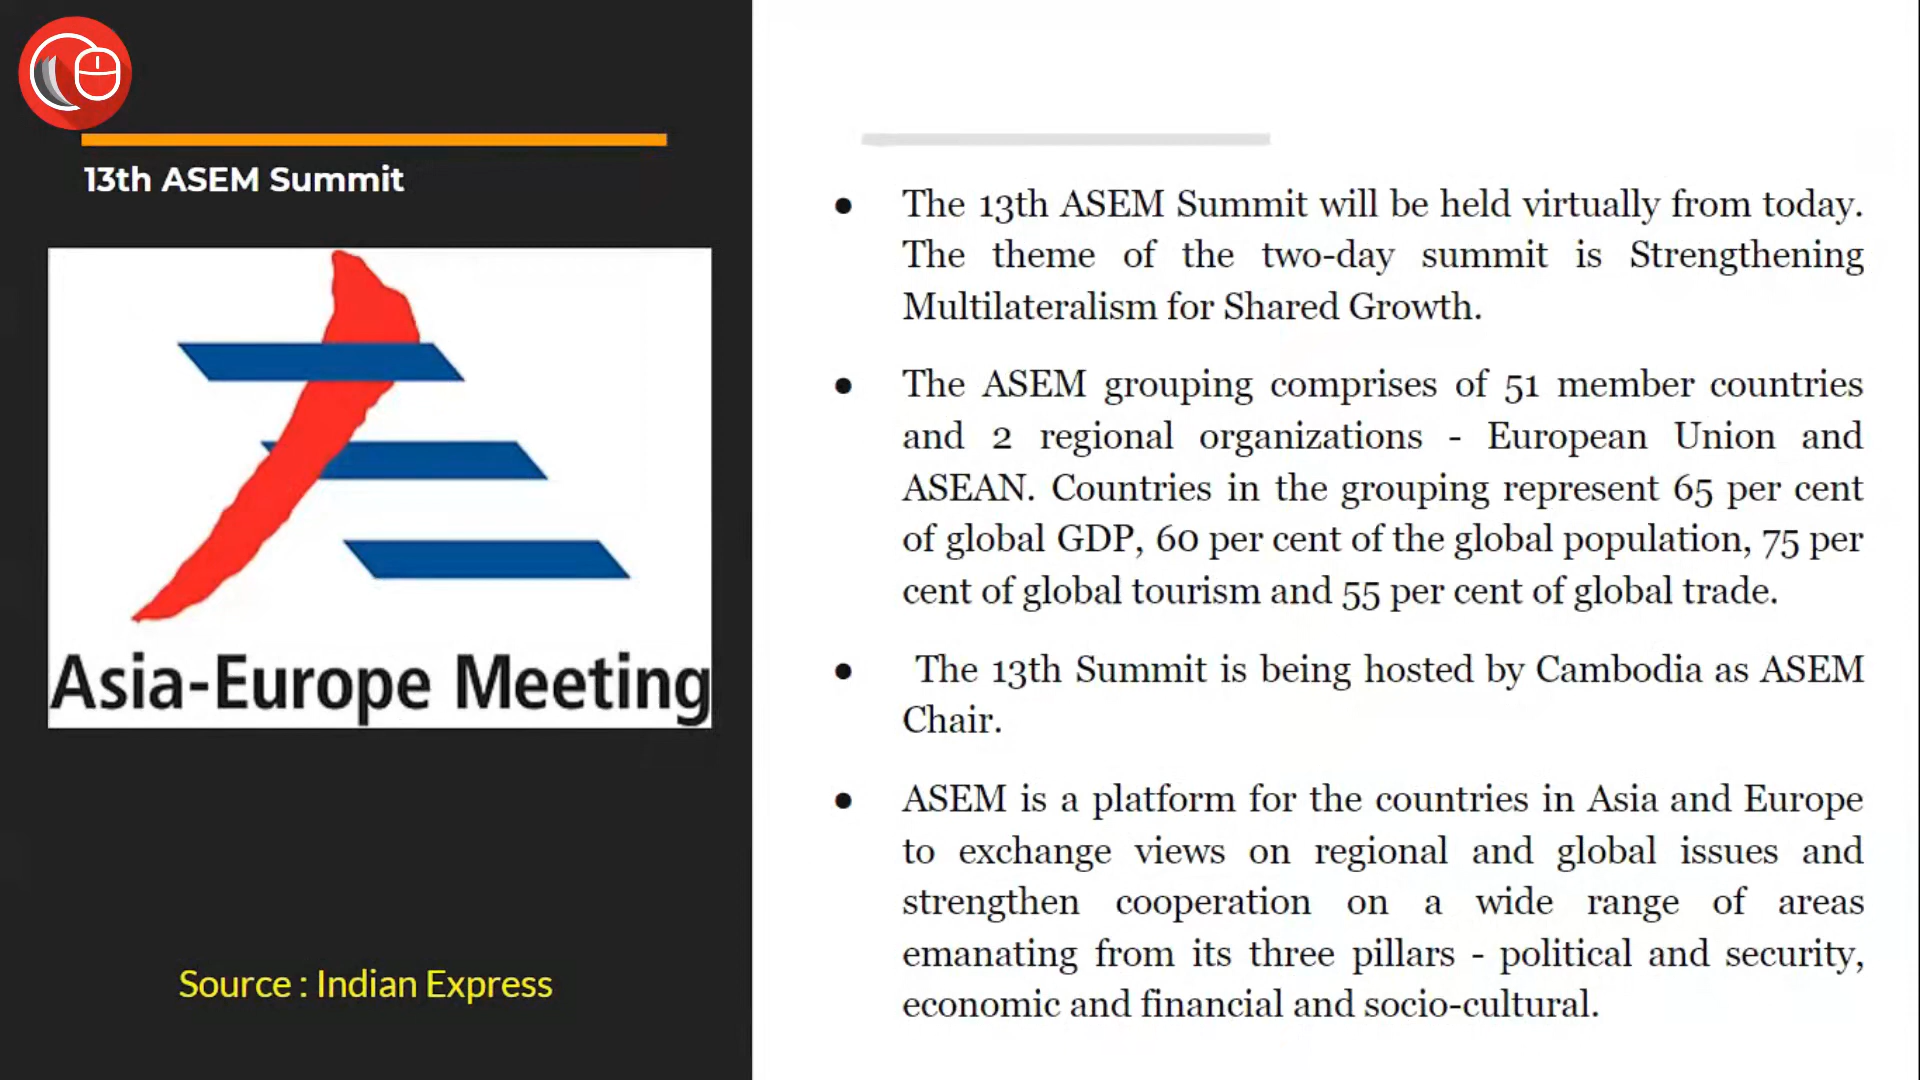 13th ASEM Summit
Asia-Europe Meeting
Source : Indian Express
● The 13th ASEM Summit will be held virtually from today.
The theme of the two-day summit is Strengthening
Multilateralism for Shared Growth.
● The ASEM grouping comprises of 51 member countries
and 2 regional organizations - European Union and
ASEAN. Countries in the grouping represent 65 per cent
of global GDP, 60 per cent of the global population, 75 per
cent of global tourism and 55 per cent of global trade.
● The 13th Summit is being hosted by Cambodia as ASEM
Chair.
● ASEM is a platform for the countries in Asia and Europe
to exchange views on regional and global issues and
strengthen cooperation on a wide range of areas
emanating from its three pillars - political and security,
economic and financial and socio-cultural.